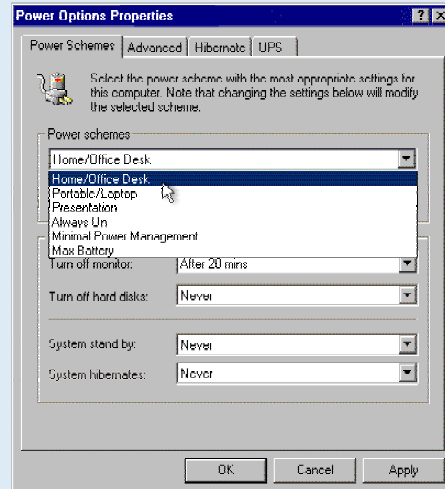 Power Options Properties
Power Schemes Advanced Hibernate UPS
Select the power scheme with the most appropriate settings for
this computer. Note that changing the settings below will modify
the selected scheme.
Power schemes
Home/Office Desk
Home/Office Desk
Portable/Laptop
Presentation
Always On
Minimal Power Management
Max Battery
Turn off monitor: After 20 mins
Turn off hard disks: Never
System stand by: Never
System hibernates: Never
OK Cancel Apply